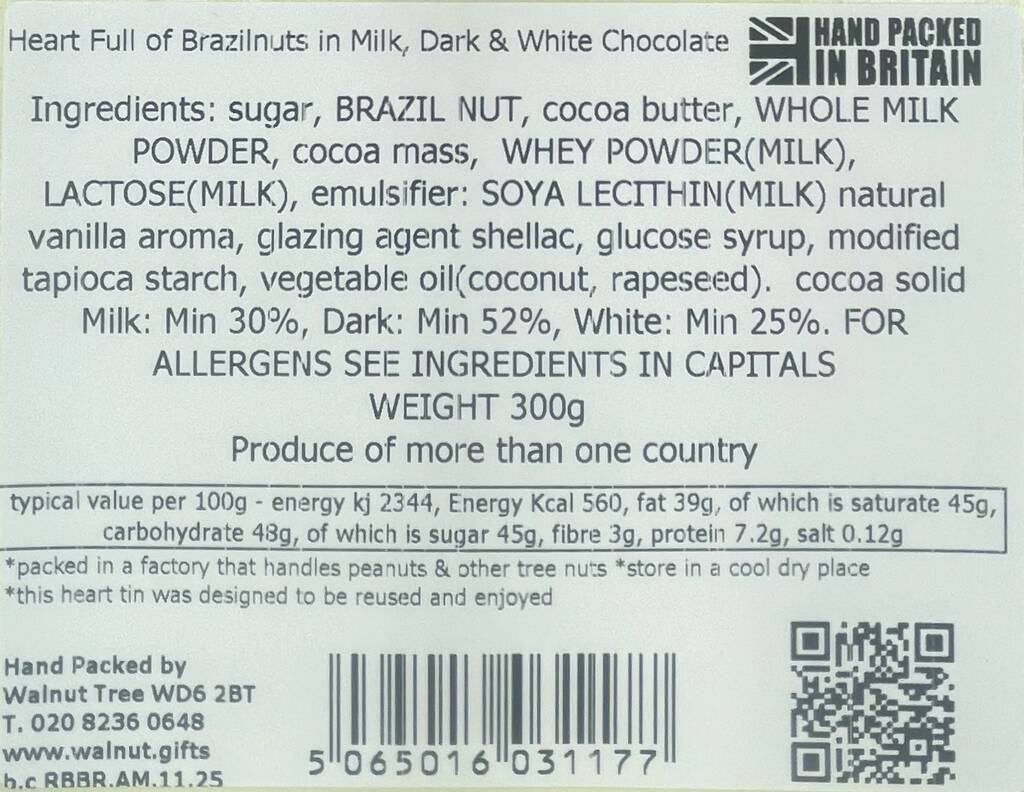 Heart Full of Brazilnuts in Milk, Dark & White Chocolate
HAND PACKED
IN BRITAIN
Ingredients: sugar, BRAZIL NUT, cocoa butter, WHOLE MILK
POWDER, cocoa mass, WHEY POWDER(MILK),
LACTOSE(MILK), emulsifier: SOYA LECITHIN(MILK) natural
vanilla aroma, glazing agent shellac, glucose syrup, modified
tapioca starch, vegetable oil(coconut, rapeseed). cocoa solid
Milk: Min 30%, Dark: Min 52%, White: Min 25%. FOR
ALLERGENS SEE INGREDIENTS IN CAPITALS
WEIGHT 300g
Produce of more than one country
typical value per 100g - energy kj 2344, Energy Kcal 560, fat 39g, of which is saturate 45g,
carbohydrate 48g, of which is sugar 45g, fibre 3g, protein 7.2g, salt 0.12g
*packed in a factory that handles peanuts & other tree nuts *store in a cool dry place
*this heart tin was designed to be reused and enjoyed
Hand Packed by
Walnut Tree WD6 2BT
T. 020 8236 0648
www.walnut.gifts
b.c RBBR.AM.11.25
5 065016 031177